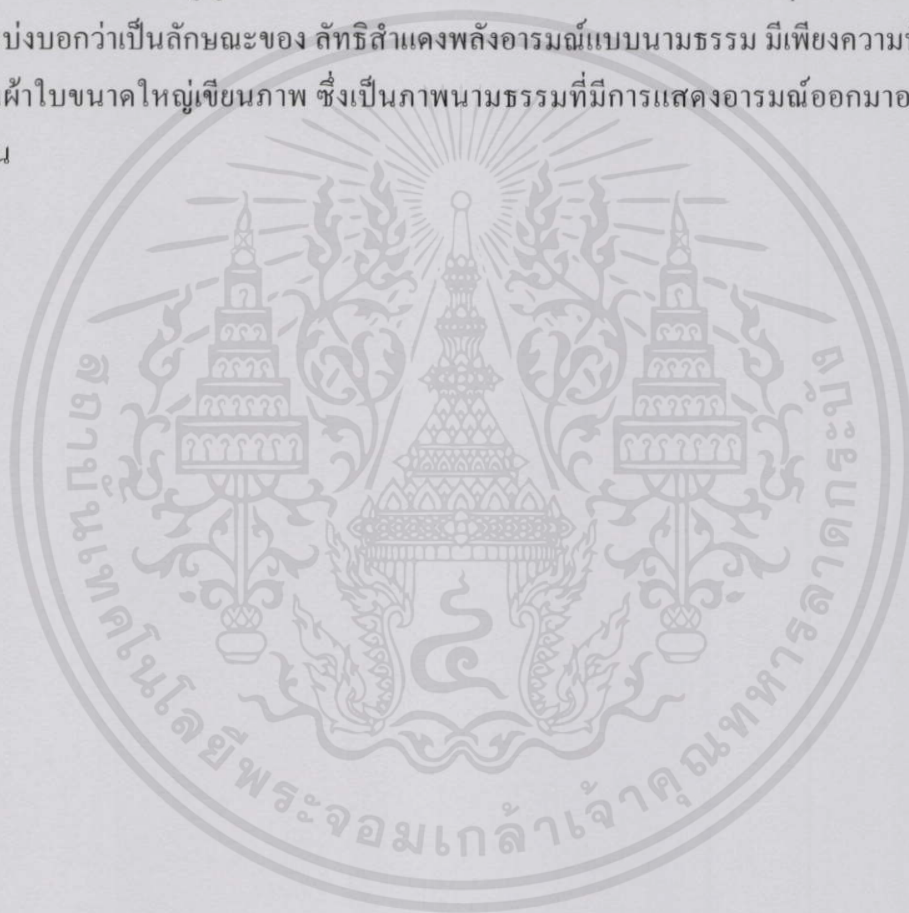 บ่งบอกว่าเป็นลักษณะของ ลัทธิสำแดงพลังอารมณ์แบบนามธรรม มีเพียงความ
ผ้าใบขนาดใหญ่เขียนภาพ ซึ่งเป็นภาพนามธรรมที่มีการแสดงอารมณ์ออกมา
สถาบันเทคโนโลยีพระจอมเกล้าเจ้าคุณทหารลาดกระบัง
๔